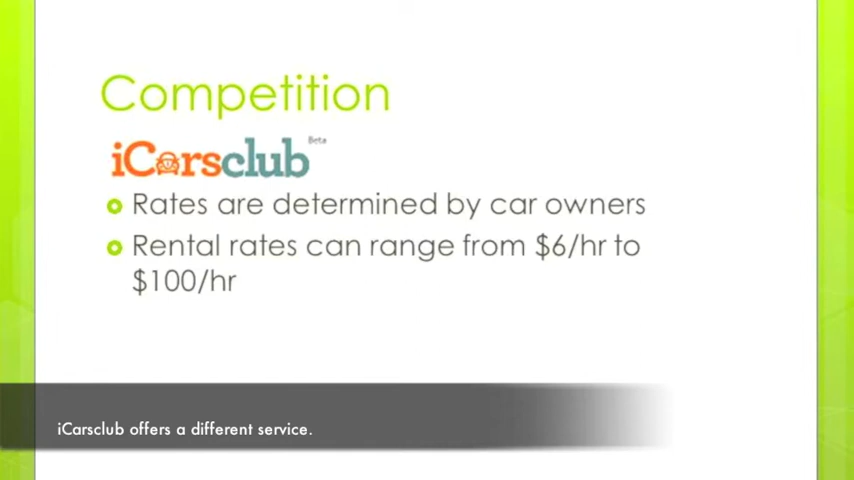 Competition
iCarsclub Beta
Rates are determined by car owners
Rental rates can range from $6/hr to
$100/hr
iCarsclub offers a different service.